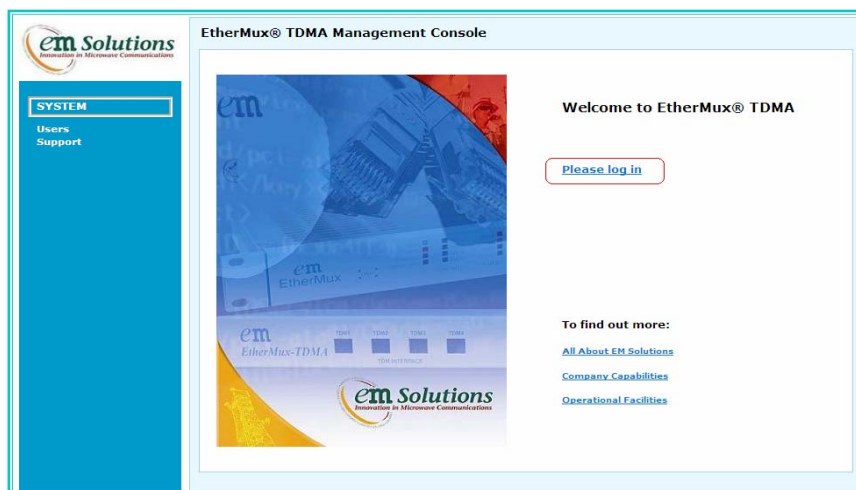 em Solutions
Innovation in Microwave Communications
EtherMux® TDMA Management Console
SYSTEM
Users
Support
em
em
EtherMux
em
EtherMux-TDMA
TDM1 TDM2 TDM3 TDM4
TDM INTERFACE
em Solutions
Innovation in Microwave Communications
Welcome to EtherMux® TDMA
Please log in
To find out more:
All About EM Solutions
Company Capabilities
Operational Facilities